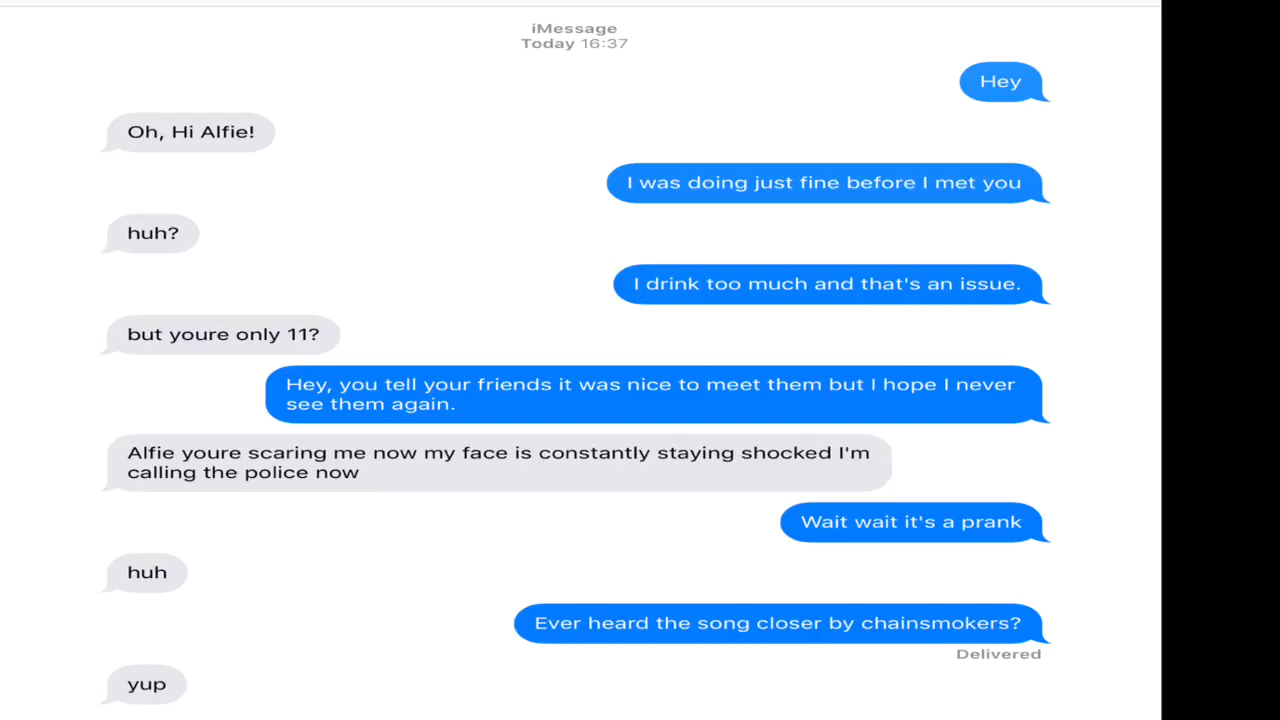 iMessage
Today 16:37
Hey
Oh, Hi Alfie!
I was doing just fine before I met you
huh?
I drink too much and that's an issue.
but youre only 11?
Hey, you tell your friends it was nice to meet them but I hope I never
see them again.
Alfie youre scaring me now my face is constantly staying shocked I'm
calling the police now
Wait wait it's a prank
huh
Ever heard the song closer by chainsmokers?
Delivered
yup